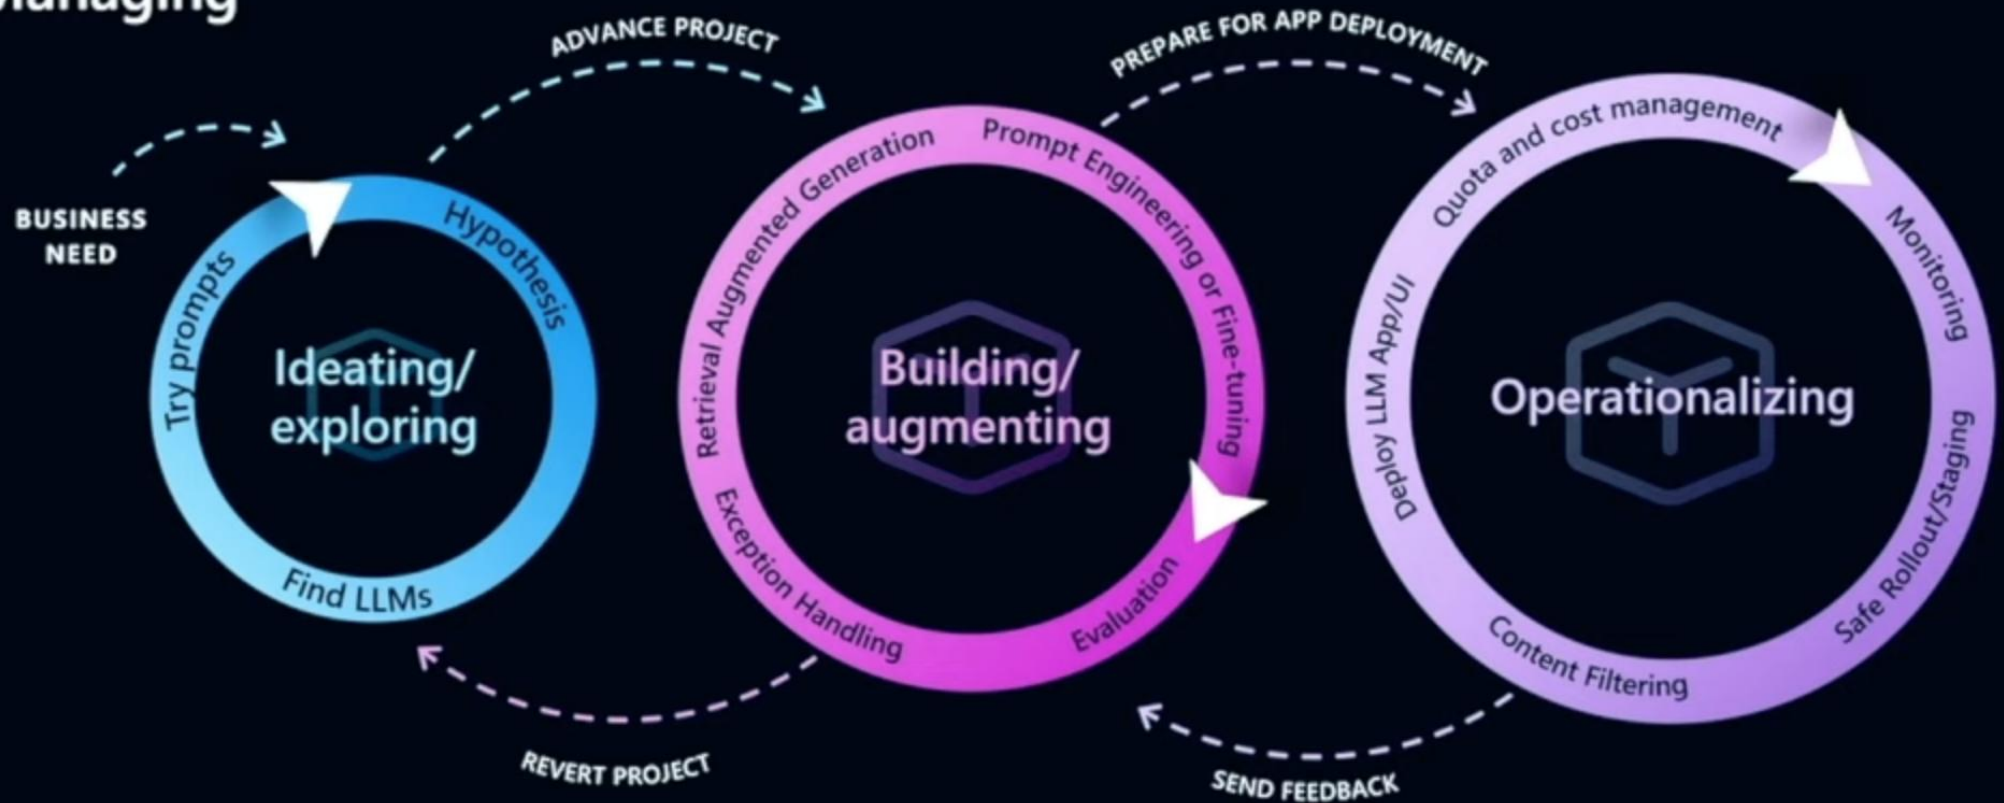 Managing
ADVANCE PROJECT
PREPARE FOR APP DEPLOYMENT
BUSINESS
NEED
Hypothesis
Try prompts
Find LLMs
Ideating/
exploring
Retrieval Augmented Generation
Prompt Engineering or Fine-tuning
Exception Handling
Evaluation
Building/
augmenting
Quota and cost management
Monitoring
Deploy LLM App/UI
Safe Rollout/Staging
Content Filtering
Operationalizing
REVERT PROJECT
SEND FEEDBACK